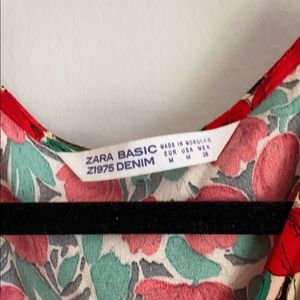 ZARA BASIC
Z1975 DENIM
MADE IN MOROCCO
EUR USA MEX
M M 28